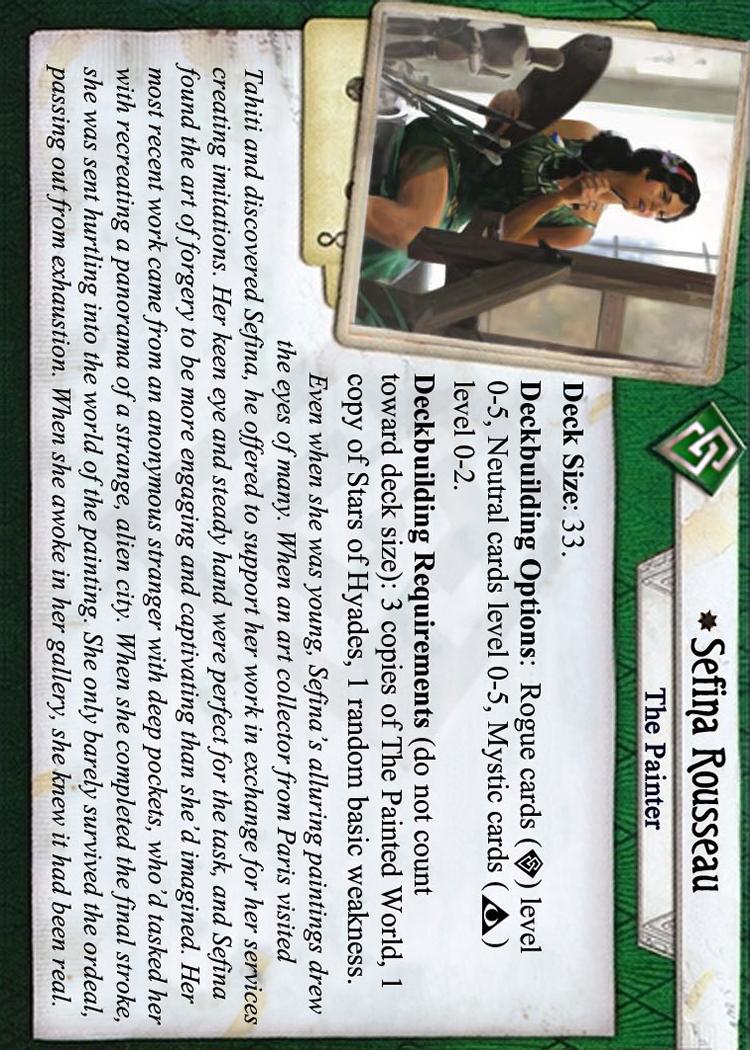 Sefina Rousseau
The Painter
Deck Size: 33.
Deckbuilding Options: Rogue cards () level
0-5, Neutral cards level 0-5, Mystic cards ()
level 0-2.
Deckbuilding Requirements (do not count
toward deck size): 3 copies of The Painted World, 1
copy of Stars of Hyades, 1 random basic weakness.
Even when she was young, Sefina's alluring paintings drew
the eyes of many. When an art collector from Paris visited
Tahiti and discovered Sefina, he offered to support her work in exchange for her services
creating imitations. Her keen eye and steady hand were perfect for the task, and Sefina
found the art of forgery to be more engaging and captivating than she'd imagined. Her
most recent work came from an anonymous stranger with deep pockets, who'd tasked her
with recreating a panorama of a strange, alien city. When she completed the final stroke,
she was sent hurtling into the world of the painting. She only barely survived the ordeal,
passing out from exhaustion. When she awoke in her gallery, she knew it had been real.